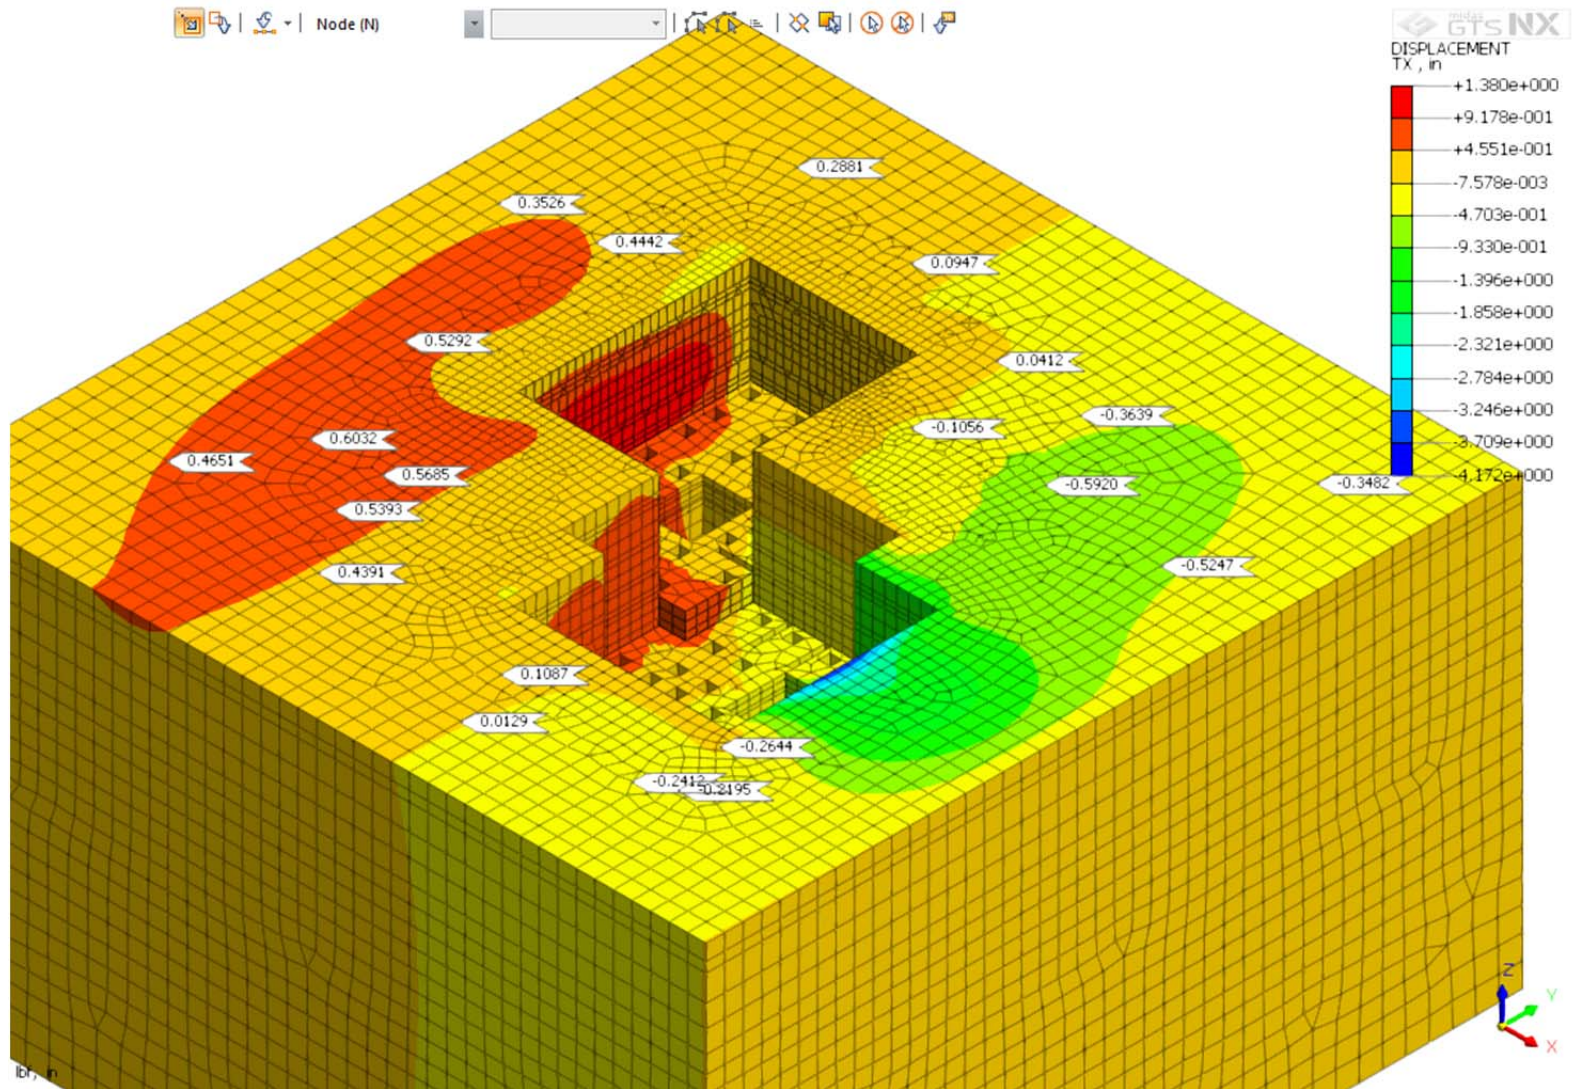 Node (N)
midas
GTS NX
DISPLACEMENT
TX , in
+1.380e+000
+9.178e-001
+4.551e-001
-7.578e-003
-4.703e-001
-9.330e-001
-1.396e+000
-1.858e+000
-2.321e+000
-2.784e+000
-3.246e+000
-3.709e+000
-4.172e+000
0.2881
0.3526
0.4442
0.0947
0.5292
0.0412
-0.3639
-0.1056
0.6032
0.4651
0.5685
-0.5920
-0.3482
0.5393
-0.5247
0.4391
0.1087
0.0129
-0.2644
-0.2412
Z
Y
X
lbf, in